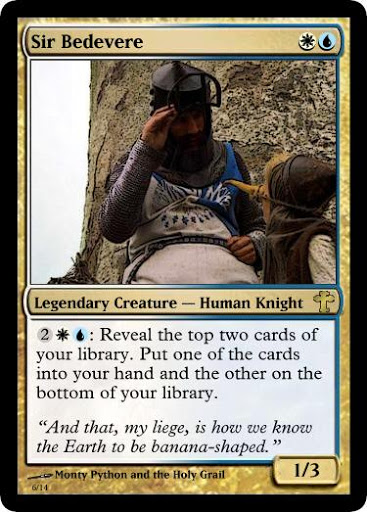 Sir Bedevere
Legendary Creature — Human Knight
2: Reveal the top two cards of
your library. Put one of the cards
into your hand and the other on the
bottom of your library.
“And that, my liege, is how we know
the Earth to be banana-shaped.”
Monty Python and the Holy Grail
6/14
1/3